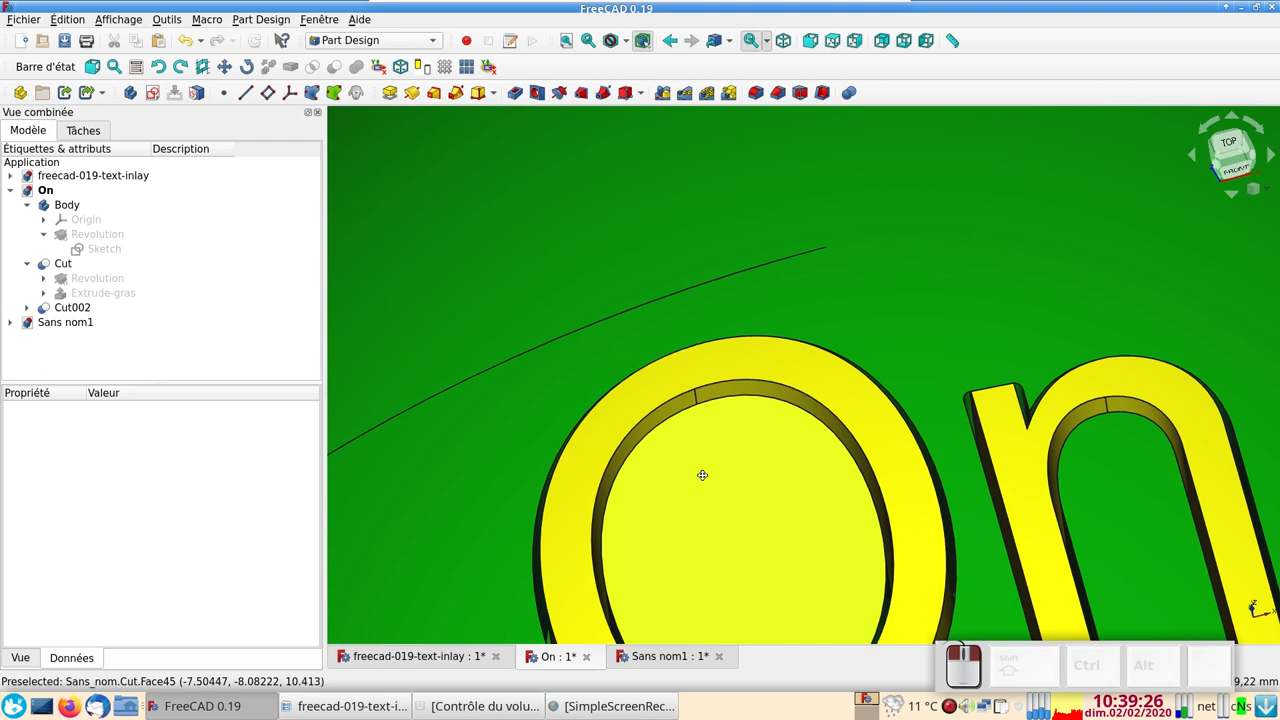 FreeCAD 0.19
Fichier Édition Affichage Outils Macro Part Design Fenêtre Aide
Part Design
Barre d'état
Vue combinée
Modèle Tâches
Étiquettes & attributs Description
Application
freecad-019-text-inlay
On
Body
Origin
Revolution
Sketch
Cut
Revolution
Extrude-gras
Cut002
Sans nom1
Propriété Valeur
TOP
FRONT
On
Vue Données
freecad-019-text-inlay : 1* On : 1* Sans nom1 : 1*
Shift Ctrl Alt
Preselected: Sans_nom.Cut.Face45 (-7.50447, -8.08222, 10.413) 9,22 mm
FreeCAD 0.19 freecad-019-text-i... [Contrôle du volu... [SimpleScreenRec... 11 °C 10:39:26 dim.02/02/2020 net